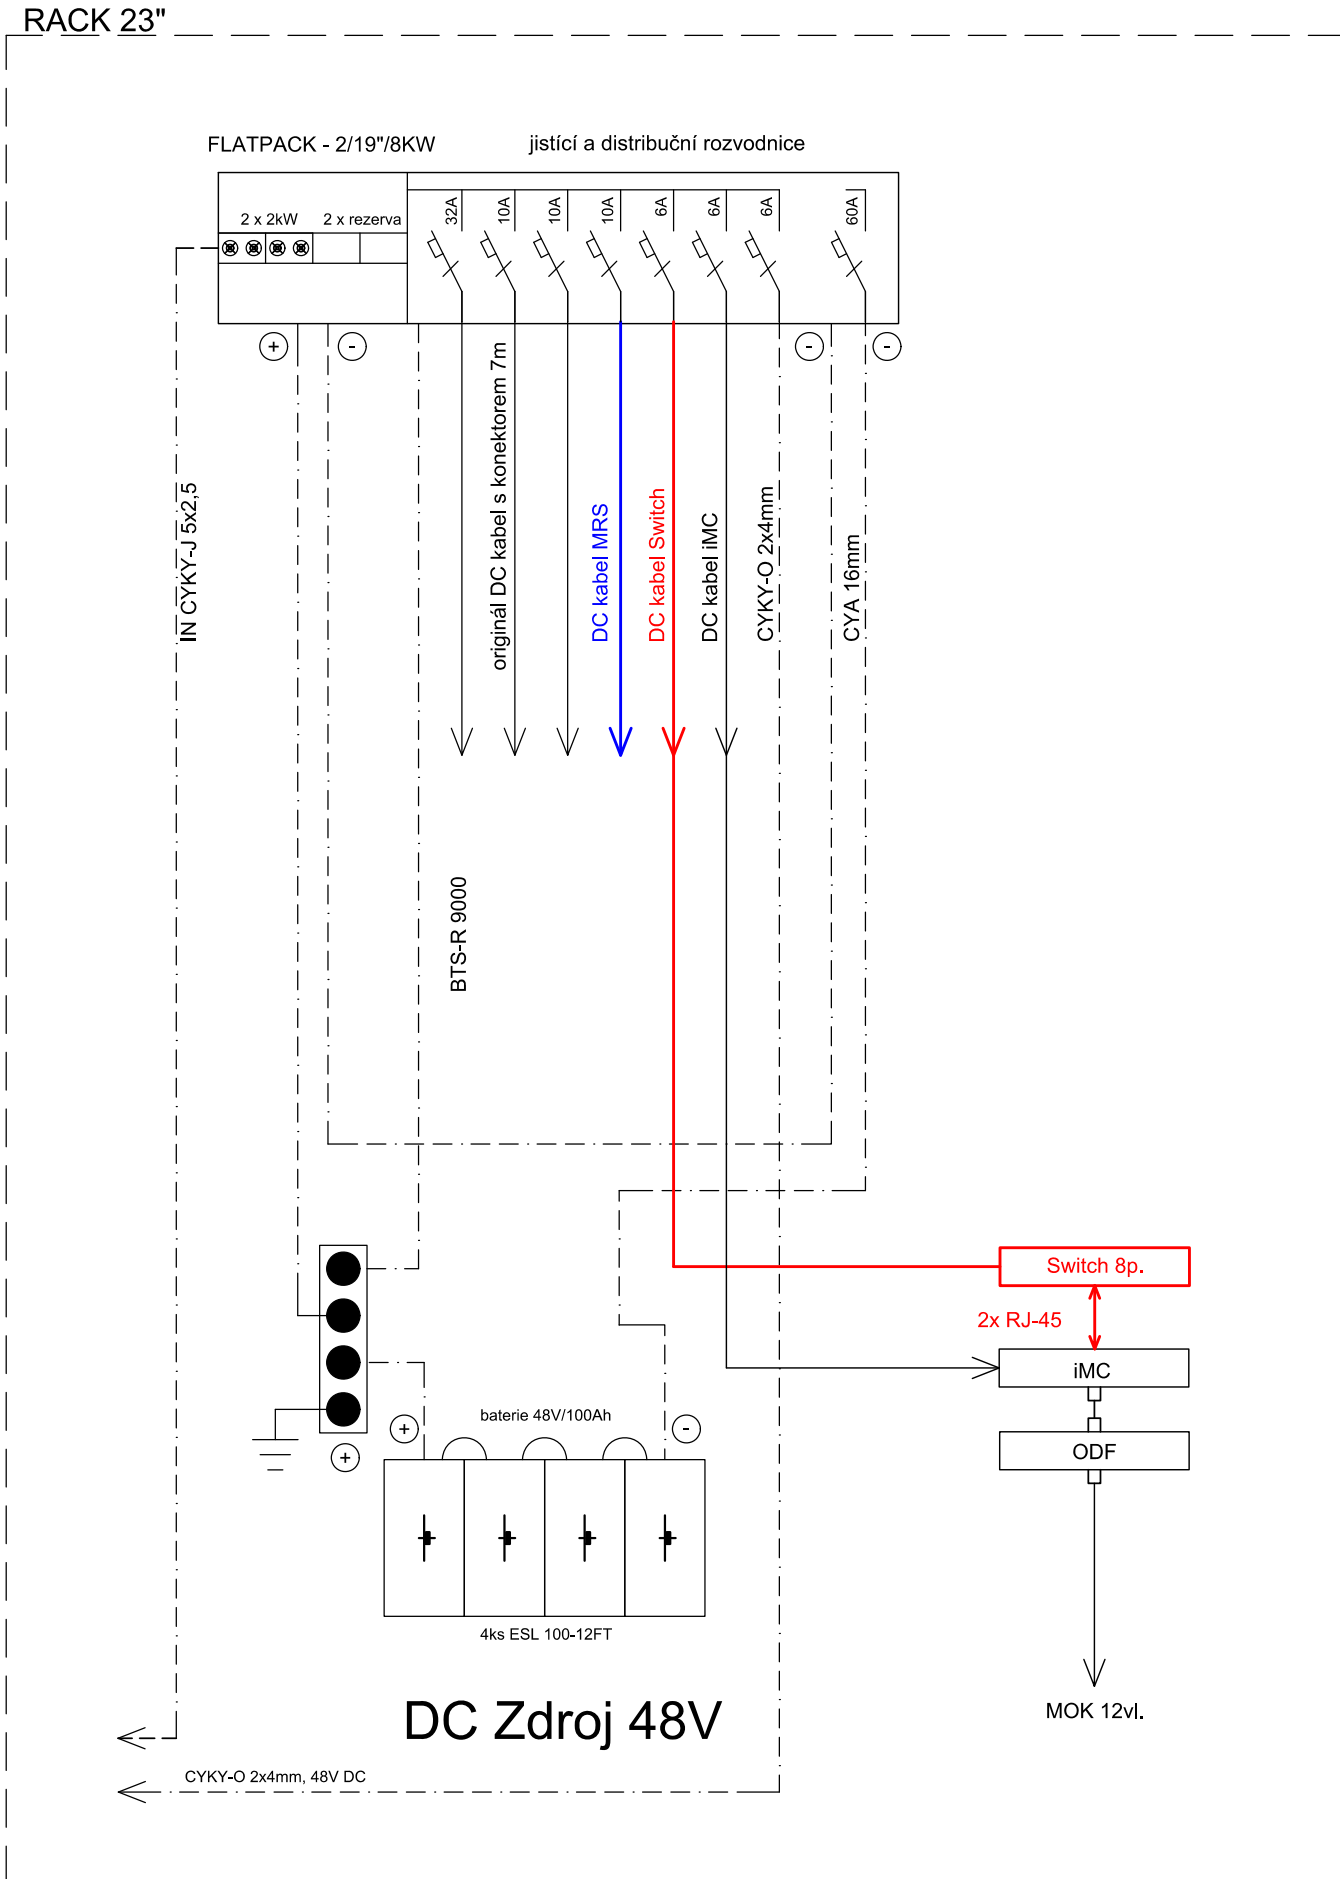 RACK 23"
FLATPACK - 2/19"/8KW
jistící a distribuční rozvodnice
2 x 2kW
2 x rezerva
32A
10A
10A
10A
6A
6A
6A
60A
+
-
-
-
IN CYKY-J 5x2,5
originál DC kabel s konektorem 7m
DC kabel MRS
DC kabel Switch
DC kabel iMC
CYKY-O 2x4mm
CYA 16mm
BTS-R 9000
Switch 8p.
2x RJ-45
iMC
ODF
MOK 12vl.
+
baterie 48V/100Ah
-
+
4ks ESL 100-12FT
DC Zdroj 48V
CYKY-O 2x4mm, 48V DC